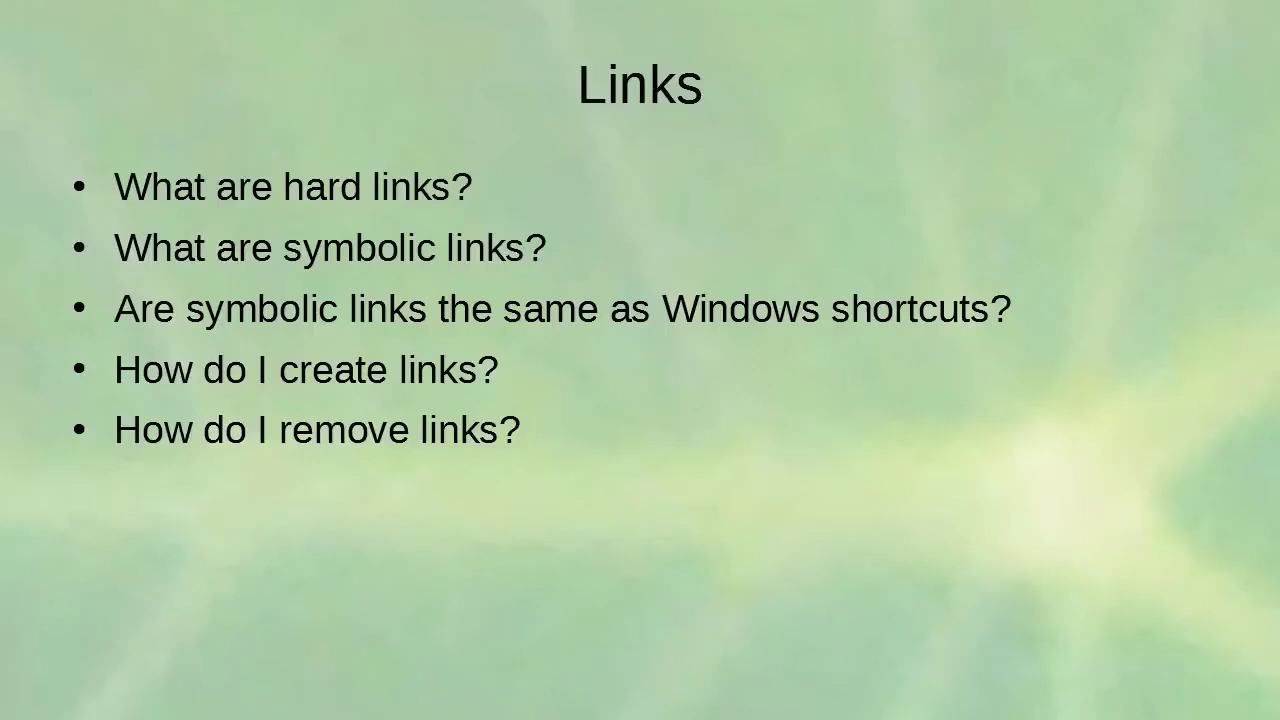 Links
• What are hard links?
• What are symbolic links?
• Are symbolic links the same as Windows shortcuts?
• How do I create links?
• How do I remove links?